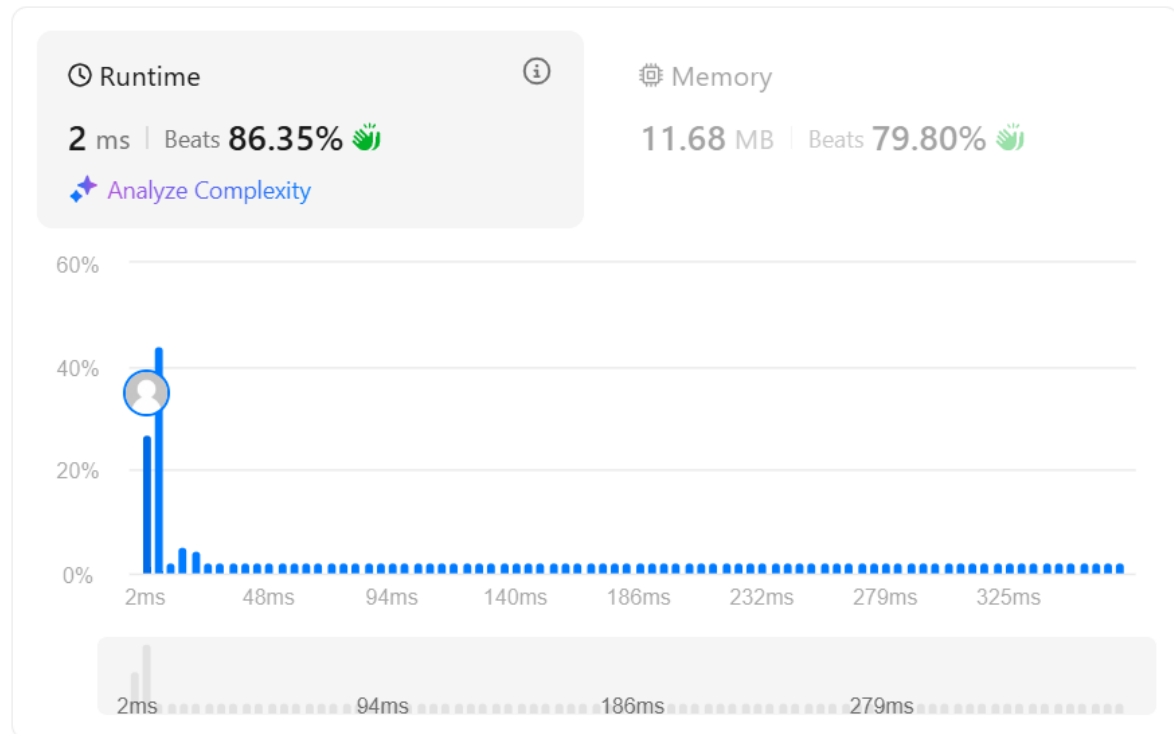 Runtime
2 ms | Beats 86.35%
Analyze Complexity
Memory
11.68 MB | Beats 79.80%
60%
40%
20%
0%
2ms 48ms 94ms 140ms 186ms 232ms 279ms 325ms
2ms 94ms 186ms 279ms